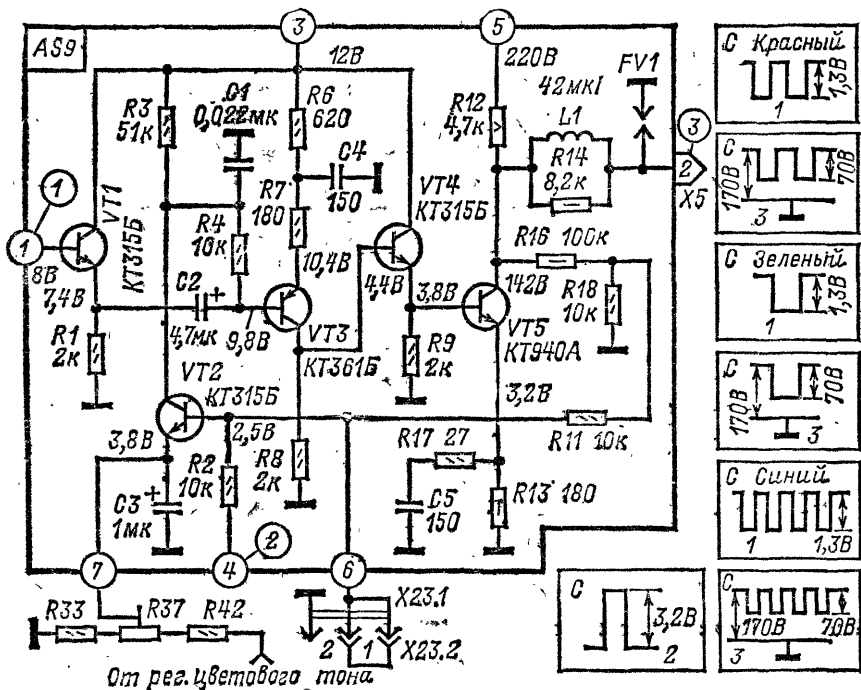 AS9
3
5
12В
220В
42мкГ
FV1
С Красный
1,3В
1
R3
51к
C1
0,022мк
R6
620
R12
4,7к
L1
R14
8,2к
3
2
X5
С
170В
70В
3
1
1
VT1
КТ315Б
8В
7,4В
R4
10к
R7
180
C4
150
VT4
КТ315Б
10,4В
4,4В
R16 100к
142В
R18
10к
С Зеленый
1,3В
1
C2
+
4,7мк
9,8В
VT3
КТ361Б
3,8В
VT5
КТ940А
R1
2к
R9
2к
С
170В
70В
3
VT2
КТ315Б
3,2В
3,8В
2,5В
R11 10к
R17 27
R2
10к
R8
2к
C3
+
1мк
C5
150
R13 180
С Синий
1
1,3В
7
4
2
6
R33
R37
R42
X23.1
2
1
X23.2
С
3,2В
2
С
170В
70В
3
От рег. цветового тона